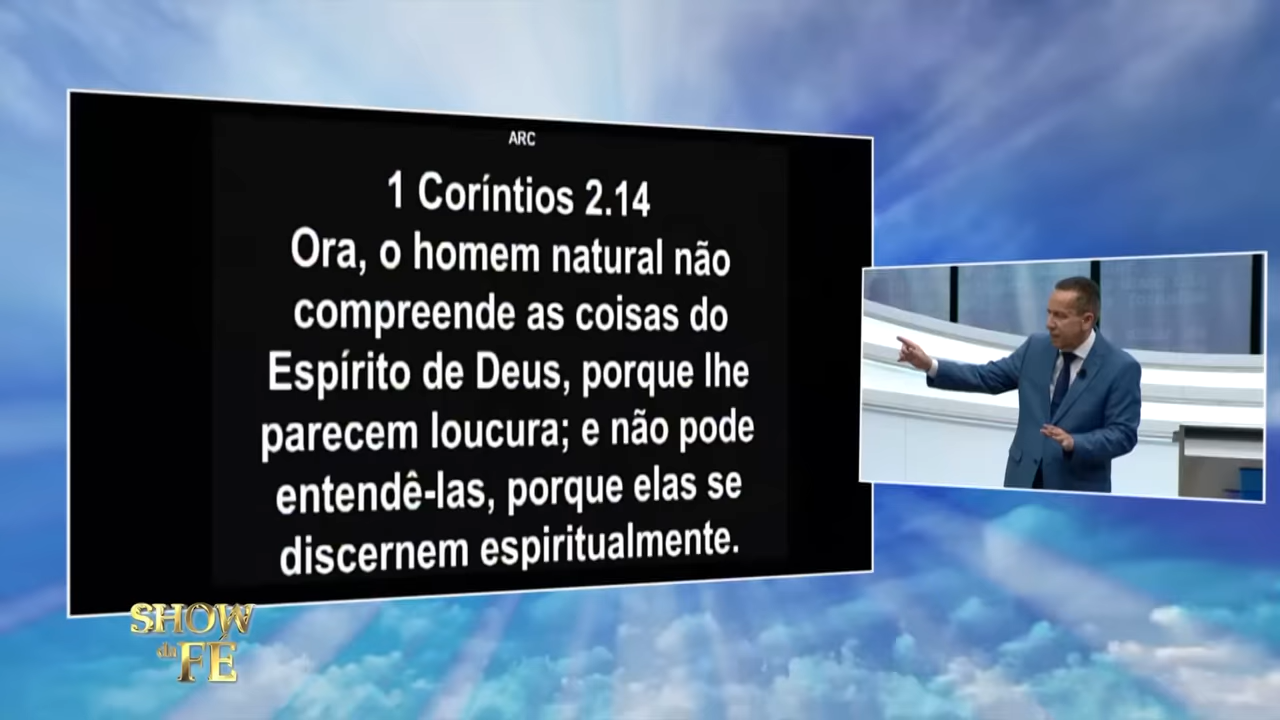 ARC
1 Coríntios 2.14
Ora, o homem natural não
compreende as coisas do
Espírito de Deus, porque lhe
parecem loucura; e não pode
entendê-las, porque elas se
discernem espiritualmente.
SHOW
da FÉ